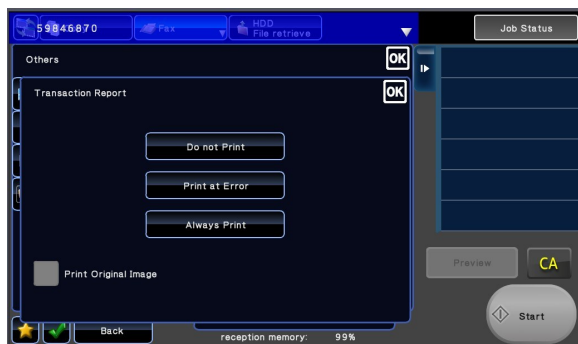 59846870
Fax
HDD
File retrieve
Job Status
Others
OK
Transaction Report
OK
Do not Print
Print at Error
Always Print
Print Original Image
Preview
CA
Start
Back
reception memory: 99%